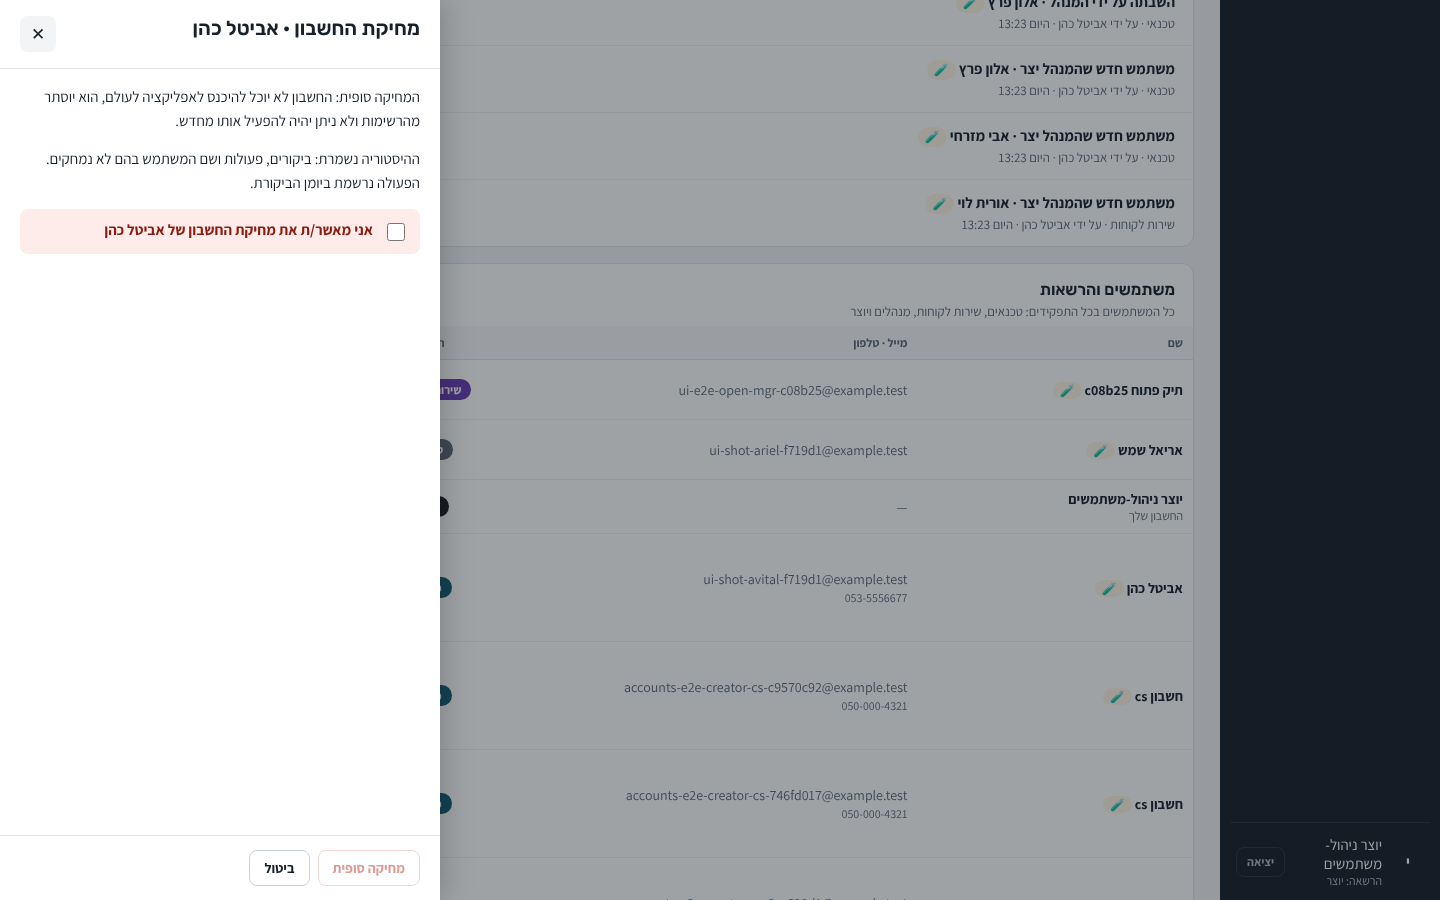 מחיקת החשבון • אביטל כהן
המחיקה סופית: החשבון לא יוכל להיכנס לאפליקציה לעולם, הוא יוסתר
מהרשימות ולא ניתן יהיה להפעיל אותו מחדש.
ההיסטוריה נשמרת: ביקורים, פעולות ושם המשתמש בהם לא נמחקים.
הפעולה נרשמת ביומן הביקורת.
אני מאשר/ת את מחיקת החשבון של אביטל כהן
מחיקה סופית
ביטול
השבתה על ידי המנהל · אלון פרץ
טכנאי · על ידי אביטל כהן · היום 13:23
משתמש חדש שהמנהל יצר · אלון פרץ
טכנאי · על ידי אביטל כהן · היום 13:23
משתמש חדש שהמנהל יצר · אבי מזרחי
טכנאי · על ידי אביטל כהן · היום 13:23
משתמש חדש שהמנהל יצר · אורית לוי
שירות לקוחות · על ידי אביטל כהן · היום 13:23
משתמשים והרשאות
כל המשתמשים בכל התפקידים: טכנאים, שירות לקוחות, מנהלים ויוצר
שם
מייל · טלפון
תיק פתוח c08b25
ui-e2e-open-mgr-c08b25@example.test
אריאל שמש
ui-shot-ariel-f719d1@example.test
יוצר ניהול-משתמשים
החשבון שלך
—
אביטל כהן
ui-shot-avital-f719d1@example.test
053-5556677
חשבון cs
accounts-e2e-creator-cs-c9570c92@example.test
050-000-4321
חשבון cs
accounts-e2e-creator-cs-746fd017@example.test
050-000-4321
יוצר ניהול-
משתמשים
הרשאה: יוצר
יציאה